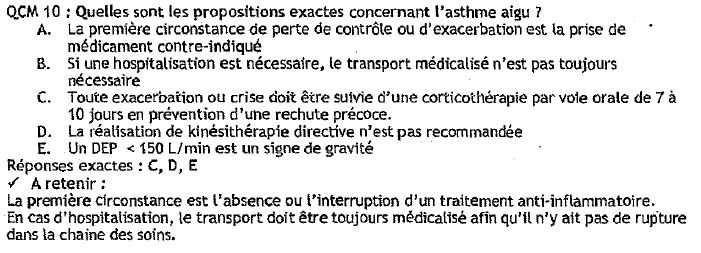 QCM 10 : Quelles sont les propositions exactes concernant l'asthme aigu ?
A. La première circonstance de perte de contrôle ou d'exacerbation est la prise de
médicament contre-indiqué
B. Si une hospitalisation est nécessaire, le transport médicalisé n'est pas toujours
nécessaire
C. Toute exacerbation ou crise doit être suivie d'une corticothérapie par voie orale de 7 à
10 jours en prévention d'une rechute précoce.
D. La réalisation de kinésithérapie directive n'est pas recommandée
E. Un DEP < 150 L/min est un signe de gravité
Réponses exactes : C, D, E
✓ A retenir :
La première circonstance est l'absence ou l'interruption d'un traitement anti-inflammatoire.
En cas d'hospitalisation, le transport doit être toujours médicalisé afin qu'il n'y ait pas de rupture
dans la chaine des soins.